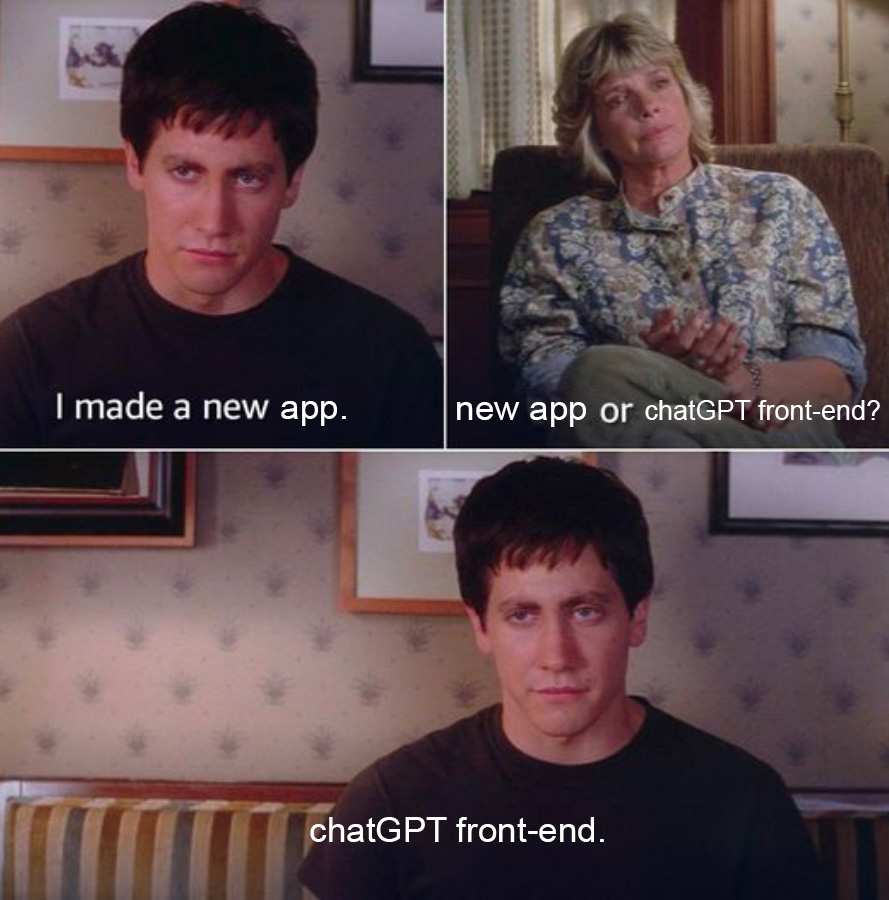 I made a new app.
new app or chatGPT front-end?
chatGPT front-end.